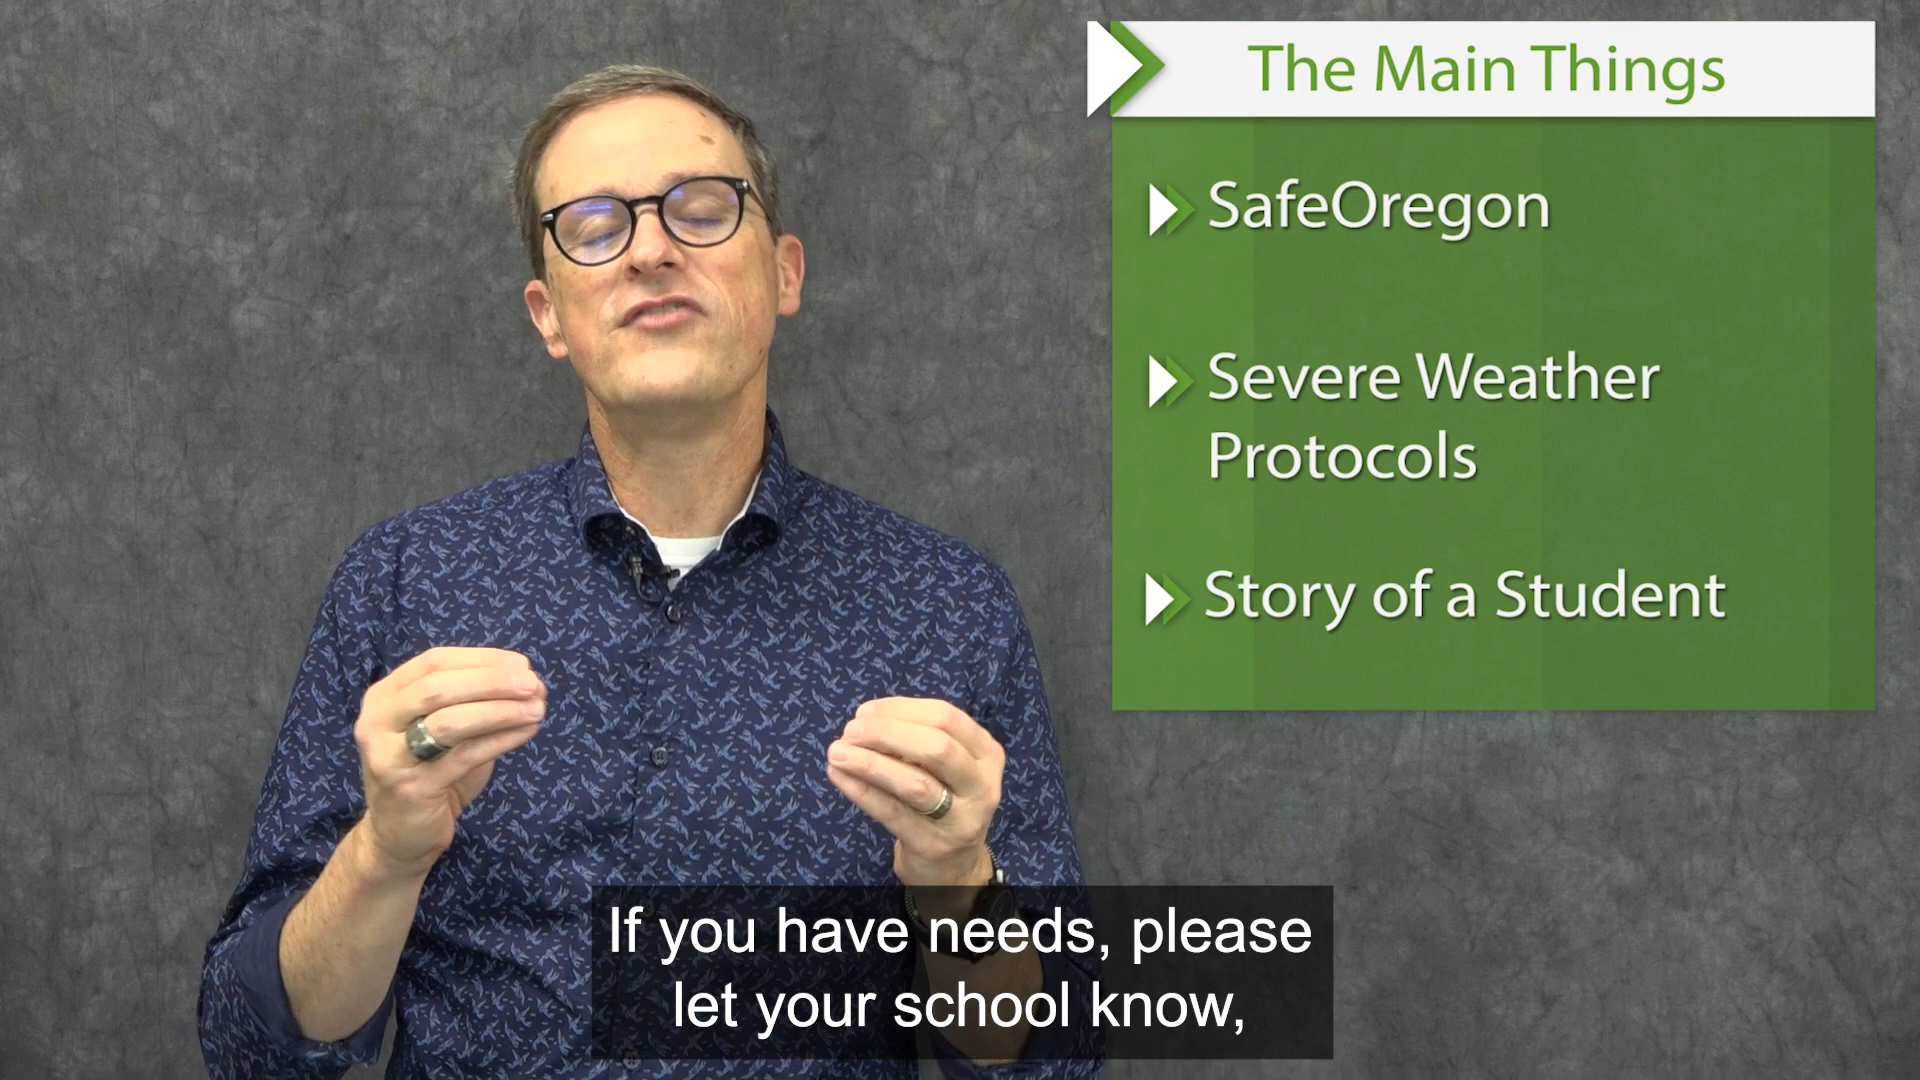 The Main Things
SafeOregon
Severe Weather
Protocols
Story of a Student
If you have needs, please
let your school know,